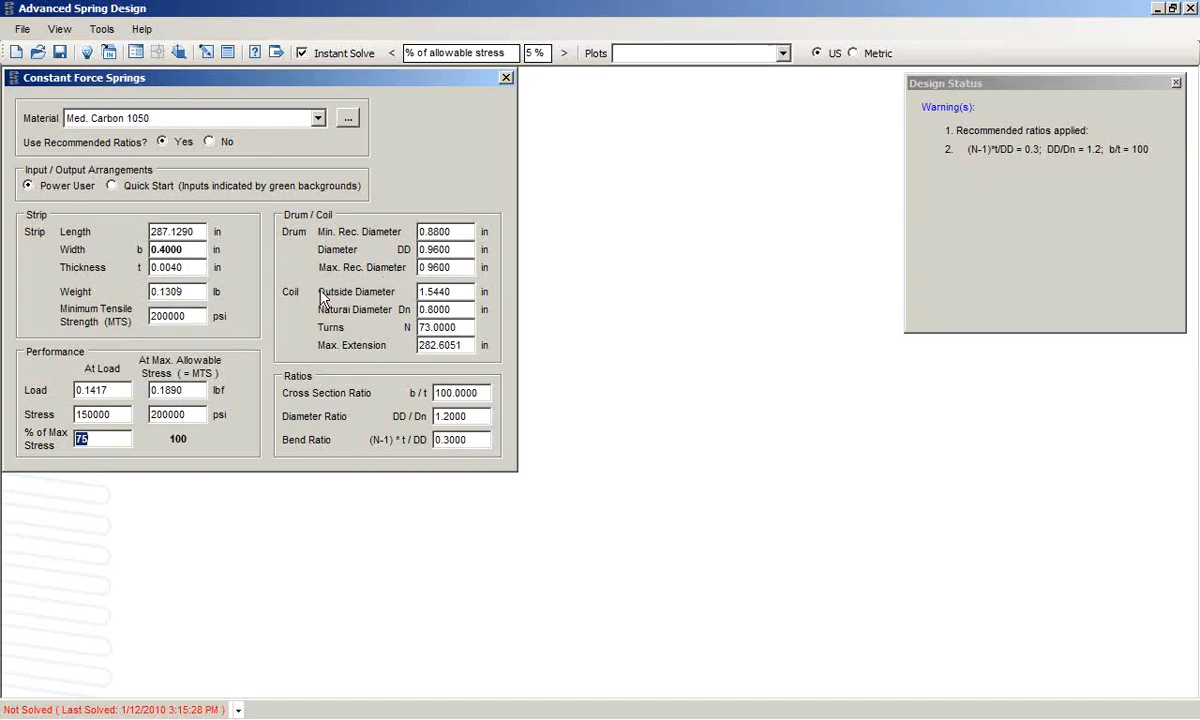 Advanced Spring Design
File View Tools Help
Instant Solve < % of allowable stress 5 % > Plots US Metric
Constant Force Springs
Material Med. Carbon 1050 ...
Use Recommended Ratios? Yes No
Input / Output Arrangements
Power User Quick Start (Inputs indicated by green backgrounds)
Strip
Strip Length 287.1290 in
Width b 0.4000 in
Thickness t 0.0040 in
Weight 0.1309 lb
Minimum Tensile
Strength (MTS) 200000 psi
Performance
At Load
At Max. Allowable
Stress ( = MTS )
Load 0.1417 0.1890 lbf
Stress 150000 200000 psi
% of Max
Stress 75 100
Drum / Coil
Drum Min. Rec. Diameter 0.8800 in
Diameter DD 0.9600 in
Max. Rec. Diameter 0.9600 in
Coil Outside Diameter 1.5440 in
Natural Diameter Dn 0.8000 in
Turns N 73.0000
Max. Extension 282.6051 in
Ratios
Cross Section Ratio b / t 100.0000
Diameter Ratio DD / Dn 1.2000
Bend Ratio (N-1) * t / DD 0.3000
Design Status
Warning(s):
1. Recommended ratios applied:
2. (N-1)*t/DD = 0.3; DD/Dn = 1.2; b/t = 100
Not Solved ( Last Solved: 1/12/2010 3:15:28 PM )